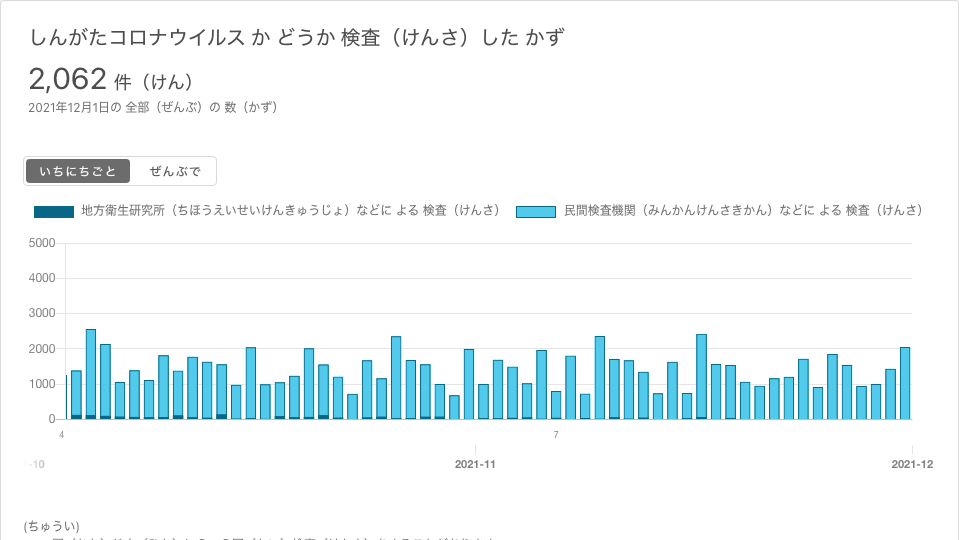 しんがたコロナウイルス か どうか 検査（けんさ）した かず
2,062 件（けん）
2021年12月1日の 全部（ぜんぶ）の 数（かず）
いちにちごと ぜんぶで
地方衛生研究所（ちほうえいせいけんきゅうじょ）などに よる 検査（けんさ） 民間検査機関（みんかんけんさきかん）などに よる 検査（けんさ）
5000
4000
3000
2000
1000
0
4 7
-10 2021-11 2021-12
(ちゅうい)